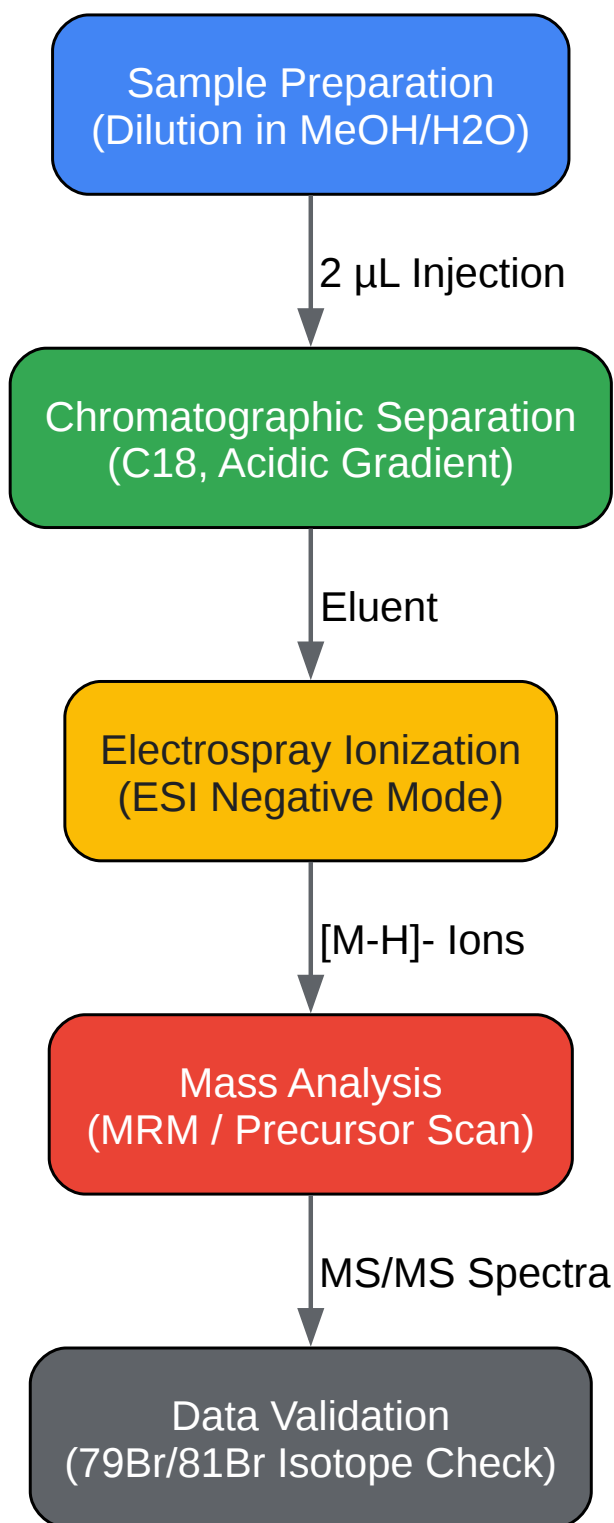 Sample Preparation
(Dilution in MeOH/H2O)
2 µL Injection
Chromatographic Separation
(C18, Acidic Gradient)
Eluent
Electrospray Ionization
(ESI Negative Mode)
[M-H]- Ions
Mass Analysis
(MRM / Precursor Scan)
MS/MS Spectra
Data Validation
(79Br/81Br Isotope Check)